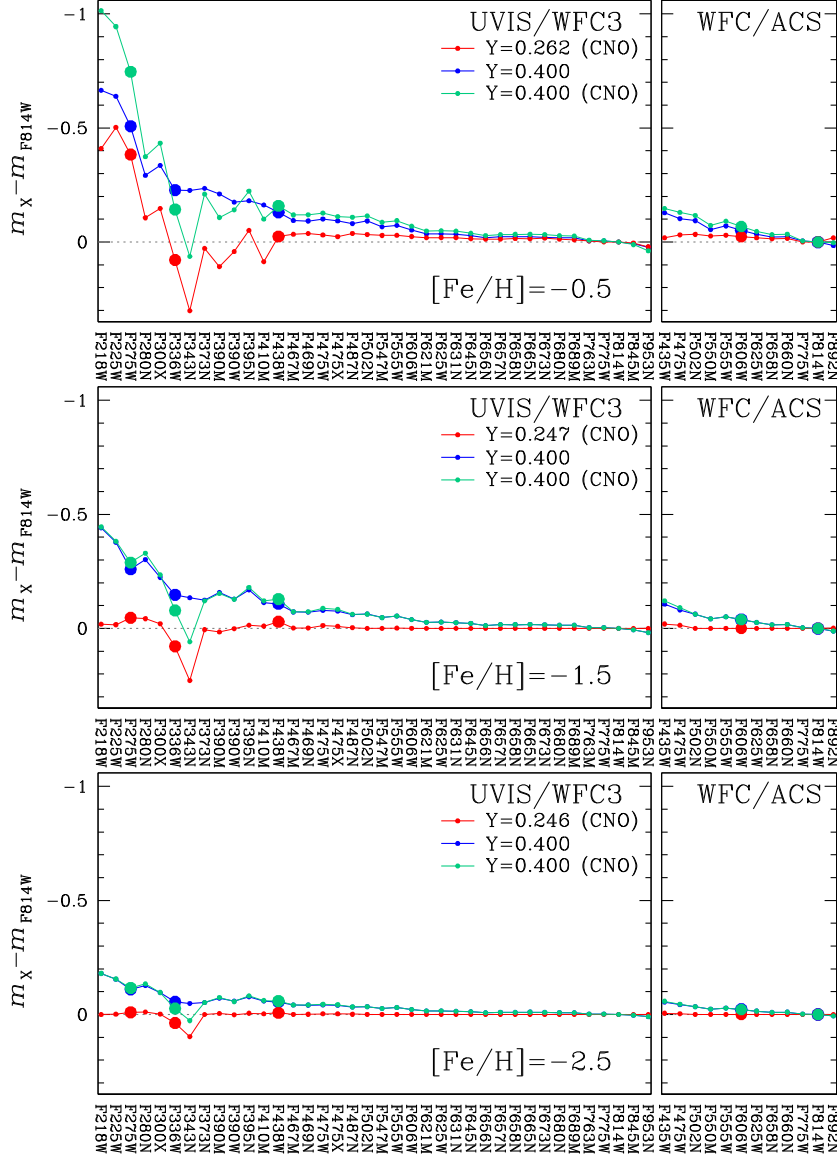 −1
−0.5
0
m X−m F814W
UVIS/WFC3
Y=0.262 (CNO)
Y=0.400
Y=0.400 (CNO)
[Fe/H]=−0.5
WFC/ACS
F218W
F225W
F275W
F280N
F300X
F336W
F343N
F373N
F390M
F390W
F395N
F410M
F438W
F467M
F469N
F475W
F475X
F487N
F502N
F547M
F555W
F606W
F621M
F625W
F631N
F645N
F656N
F657N
F658N
F665N
F673N
F680N
F689M
F763M
F775W
F814W
F845M
F953N
F435W
F475W
F502N
F550M
F555W
F606W
F625W
F658N
F660N
F775W
F814W
F892N
−1
−0.5
0
m X−m F814W
UVIS/WFC3
Y=0.247 (CNO)
Y=0.400
Y=0.400 (CNO)
[Fe/H]=−1.5
WFC/ACS
F218W
F225W
F275W
F280N
F300X
F336W
F343N
F373N
F390M
F390W
F395N
F410M
F438W
F467M
F469N
F475W
F475X
F487N
F502N
F547M
F555W
F606W
F621M
F625W
F631N
F645N
F656N
F657N
F658N
F665N
F673N
F680N
F689M
F763M
F775W
F814W
F845M
F953N
F435W
F475W
F502N
F550M
F555W
F606W
F625W
F658N
F660N
F775W
F814W
F892N
−1
−0.5
0
m X−m F814W
UVIS/WFC3
Y=0.246 (CNO)
Y=0.400
Y=0.400 (CNO)
[Fe/H]=−2.5
WFC/ACS
F218W
F225W
F275W
F280N
F300X
F336W
F343N
F373N
F390M
F390W
F395N
F410M
F438W
F467M
F469N
F475W
F475X
F487N
F502N
F547M
F555W
F606W
F621M
F625W
F631N
F645N
F656N
F657N
F658N
F665N
F673N
F680N
F689M
F763M
F775W
F814W
F845M
F953N
F435W
F475W
F502N
F550M
F555W
F606W
F625W
F658N
F660N
F775W
F814W
F892N